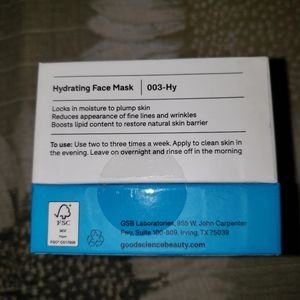 Hydrating Face Mask | 003-Hy
Locks in moisture to plump skin
Reduces appearance of fine lines and wrinkles
Boosts lipid content to restore natural skin barrier
To use: Use two to three times a week. Apply to clean skin in
the evening. Leave on overnight and rinse off in the morning
FSC
MIX
GSB Laboratories, 955 W. John Carpenter
Fwy, Suite 100-809, Irving, TX 75039
goodsciencebeauty.com